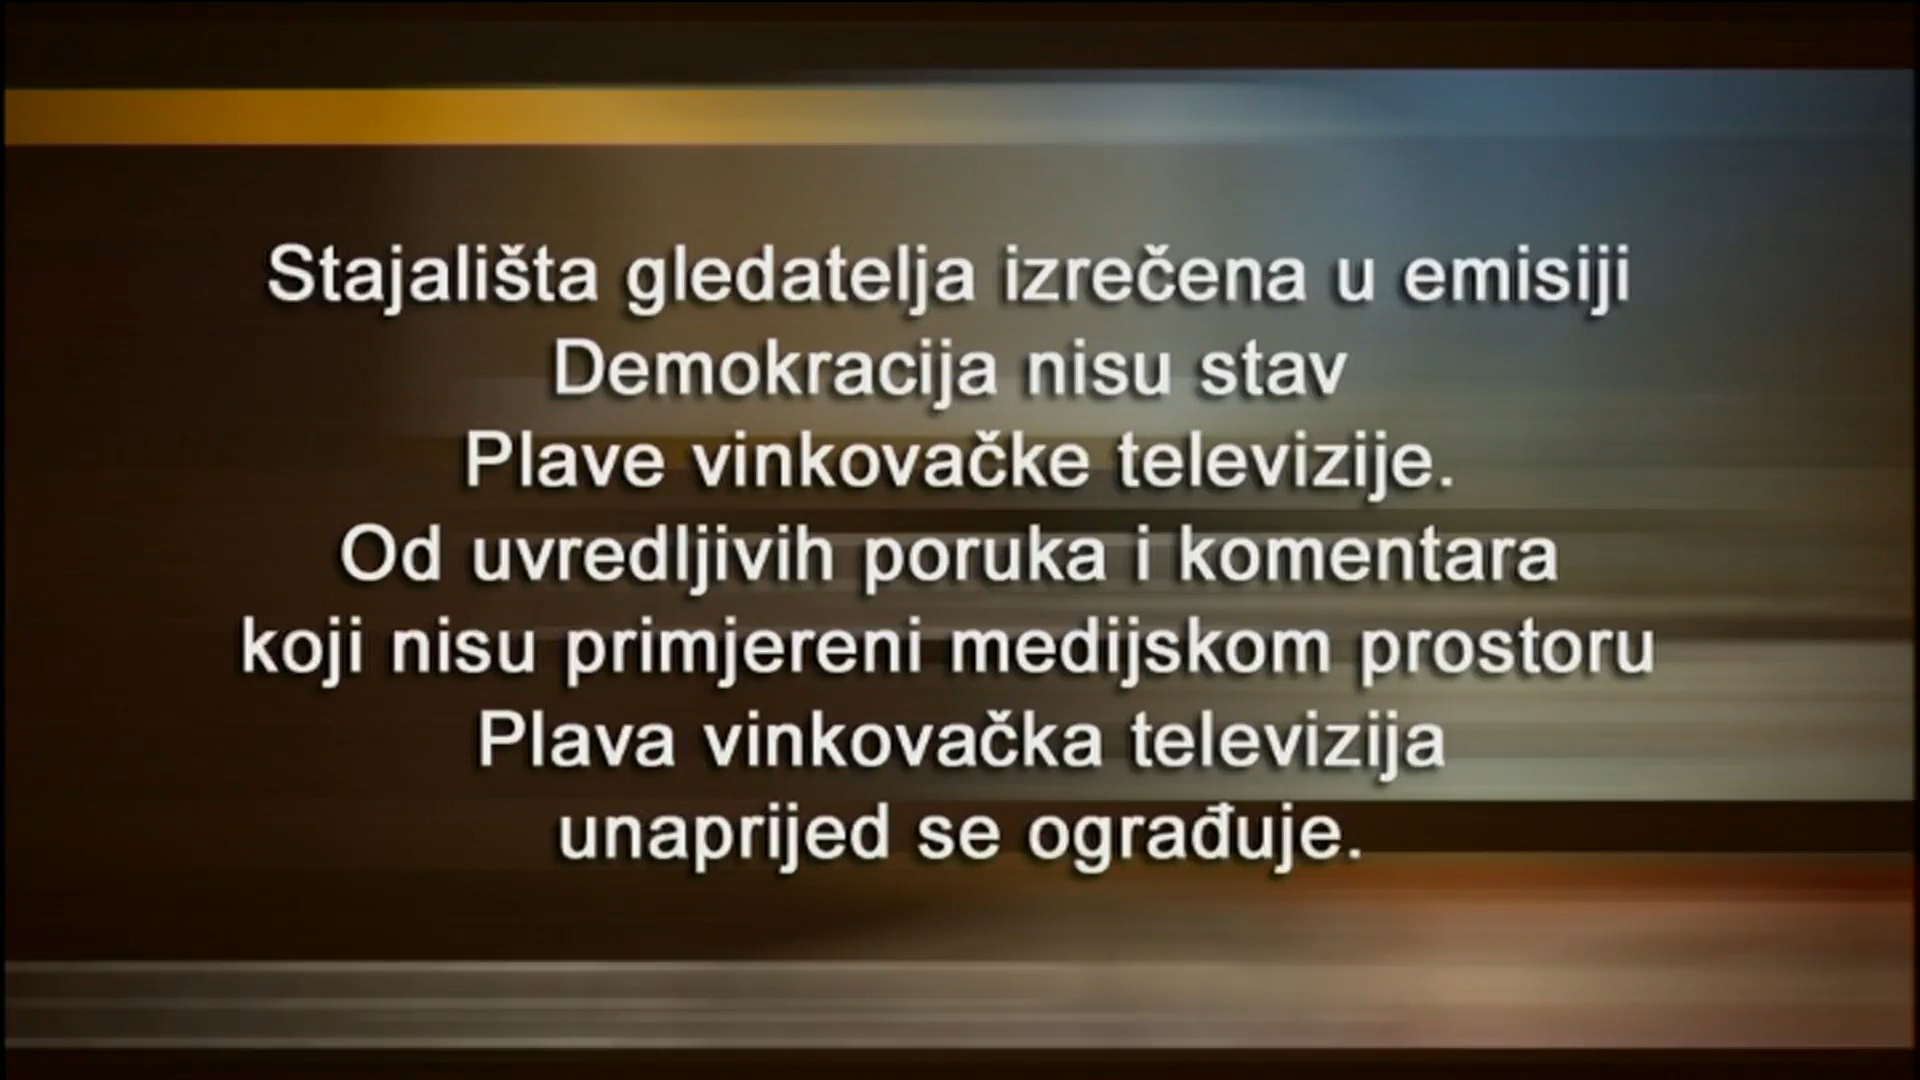 Stajališta gledatelja izrečena u emisiji
Demokracija nisu stav
Plave vinkovačke televizije.
Od uvredljivih poruka i komentara
koji nisu primjereni medijskom prostoru
Plava vinkovačka televizija
unaprijed se ograđuje.